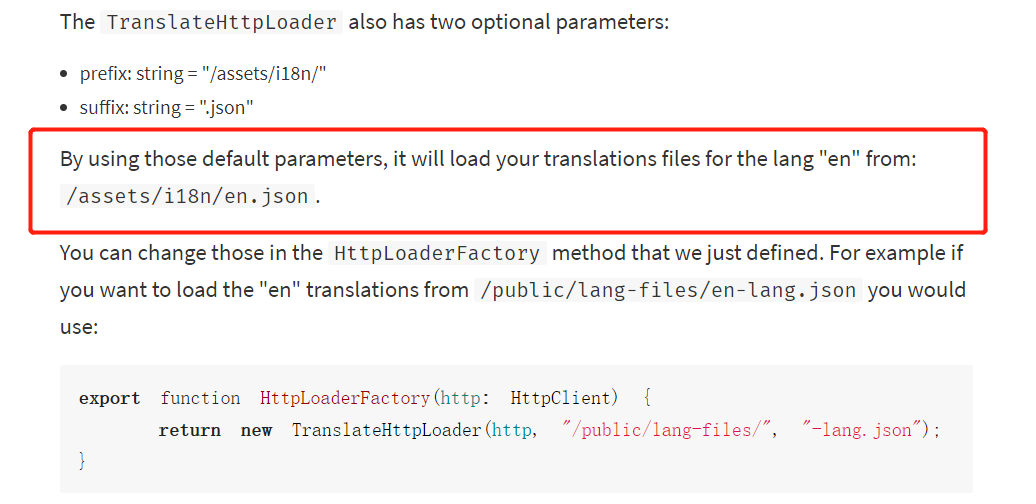 The TranslateHttpLoader also has two optional parameters:
• prefix: string = "/assets/i18n/"
• suffix: string = ".json"
By using those default parameters, it will load your translations files for the lang "en" from:
/assets/i18n/en.json .
You can change those in the HttpLoaderFactory method that we just defined. For example if
you want to load the "en" translations from /public/lang-files/en-lang.json you would
use:
export function HttpLoaderFactory(http: HttpClient) {
return new TranslateHttpLoader(http, "/public/lang-files/", "-lang.json");
}